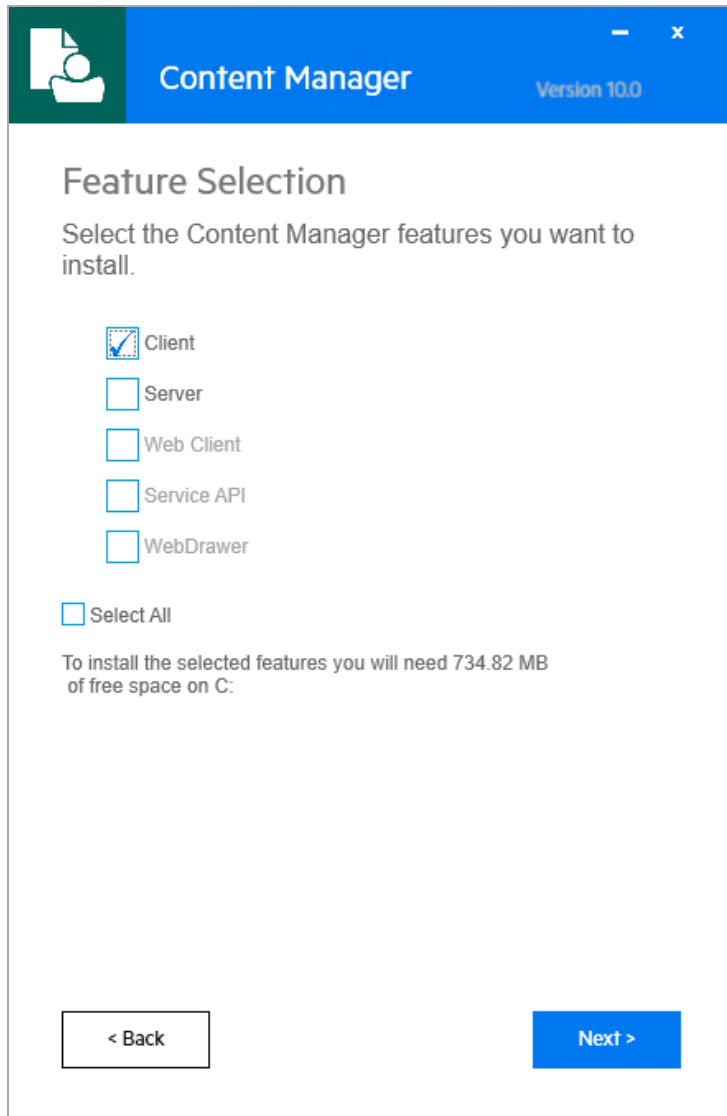 Content Manager
Version 10.0
Feature Selection
Select the Content Manager features you want to
install.
Client
Server
Web Client
Service API
WebDrawer
Select All
To install the selected features you will need 734.82 MB
of free space on C:
< Back
Next >